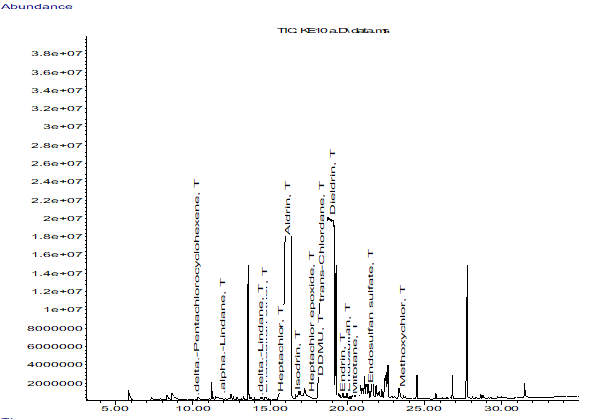 Abundance
TIC: KE10a.D\data.ms
3.8e+07
3.6e+07
3.4e+07
3.2e+07
3e+07
2.8e+07
2.6e+07
2.4e+07
2.2e+07
2e+07
1.8e+07
1.6e+07
1.4e+07
1.2e+07
1e+07
8000000
6000000
4000000
2000000
delta.-Pentachlorocyclohexene, T
alpha.-Lindane, T
delta.-Lindane, T
Heptachlor, T
Aldrin, T
Isodrin, T
Heptachlor epoxide, T
DDMU, T
trans-Chlordane, T
Dieldrin, T
Endrin, T
Mitotane, T
Endosulfan sulfate, T
Methoxychlor, T
5.00 10.00 15.00 20.00 25.00 30.00